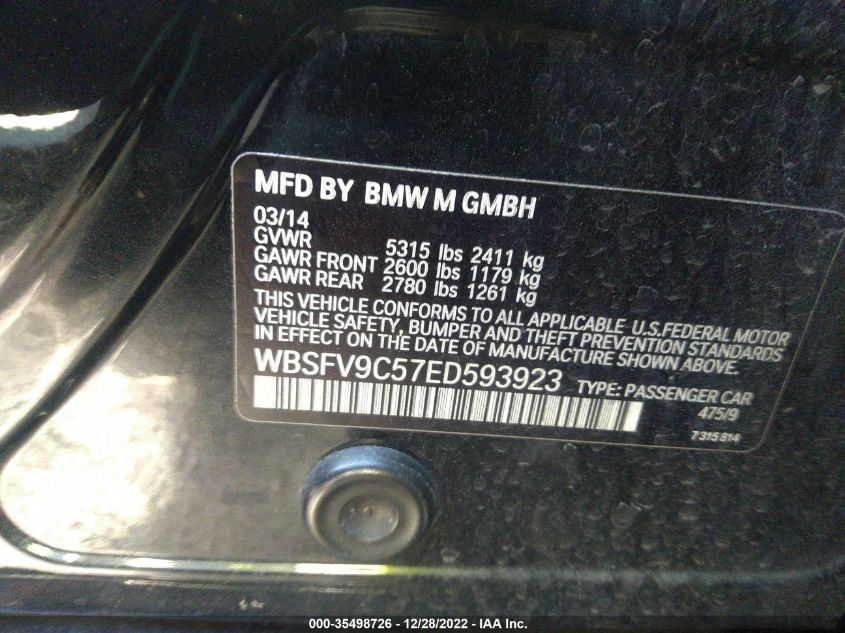 MFD BY BMW M GMBH
03/14
GVWR 5315 lbs 2411 kg
GAWR FRONT 2600 lbs 1179 kg
GAWR REAR 2780 lbs 1261 kg
THIS VEHICLE CONFORMS TO ALL APPLICABLE U.S.FEDERAL MOTOR
VEHICLE SAFETY, BUMPER AND THEFT PREVENTION STANDARDS
IN EFFECT ON THE DATE OF MANUFACTURE SHOWN ABOVE.
WBSFV9C57ED593923 TYPE: PASSENGER CAR
475/9
7315814
000-35498726 - 12/28/2022 - IAA Inc.